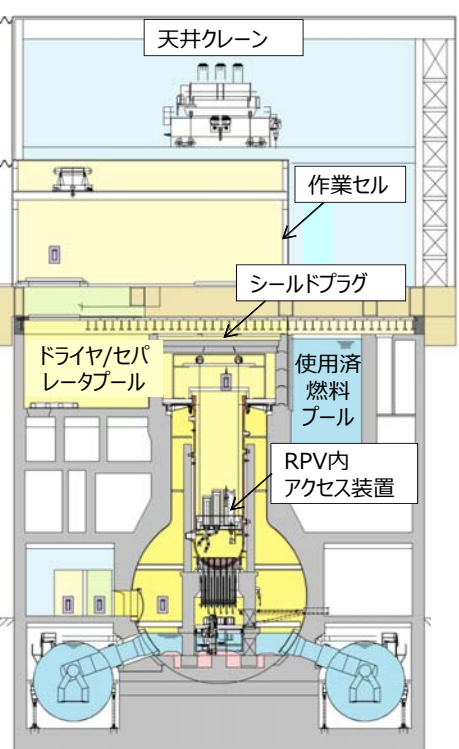 天井クレーン
作業セル
シールドプラグ
ドライヤ/セパ
レータプール
使用済
燃料
プール
RPV内
アクセス装置